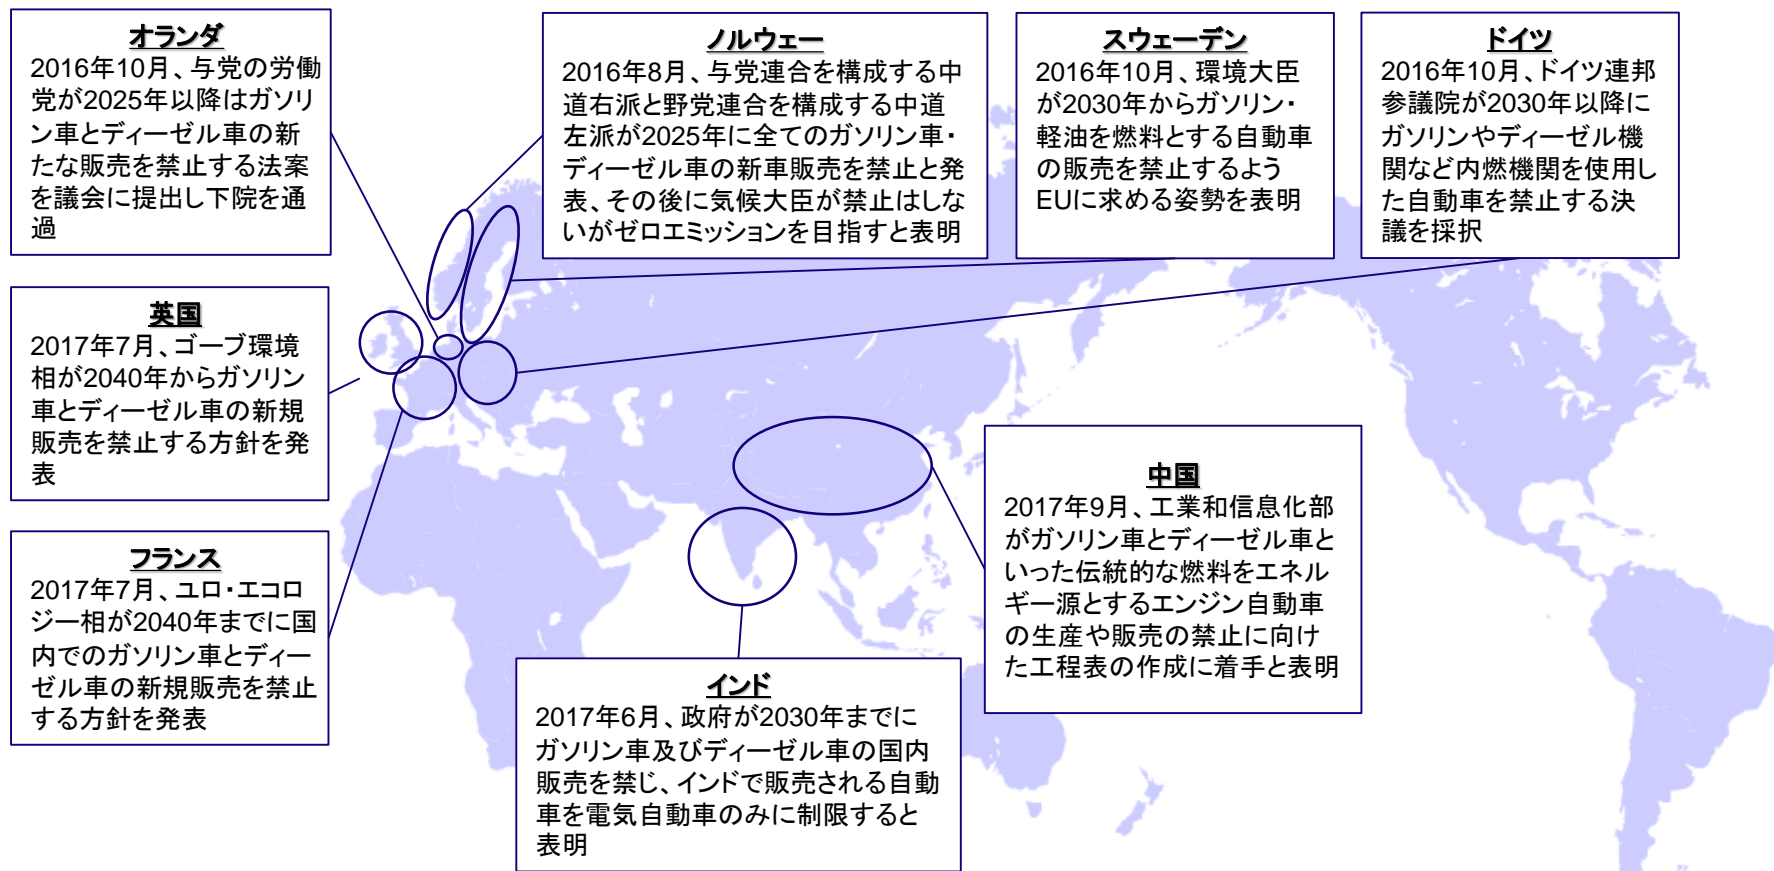 オランダ
2016年10月、与党の労働
党が2025年以降はガソリ
ン車とディーゼル車の新
たな販売を禁止する法案
を議会に提出し下院を通
過
ノルウェー
2016年8月、与党連合を構成する中
道右派と野党連合を構成する中道
左派が2025年に全てのガソリン車・
ディーゼル車の新車販売を禁止と発
表、その後に気候大臣が禁止はしな
いがゼロエミッションを目指すと表明
スウェーデン
2016年10月、環境大臣
が2030年からガソリン・
軽油を燃料とする自動車
の販売を禁止するよう
EUに求める姿勢を表明
ドイツ
2016年10月、ドイツ連邦
参議院が2030年以降に
ガソリンやディーゼル機
関など内燃機関を使用し
た自動車を禁止する決
議を採択
英国
2017年7月、ゴーブ環境
相が2040年からガソリン
車とディーゼル車の新規
販売を禁止する方針を発
表
フランス
2017年7月、ユロ・エコロ
ジー相が2040年までに国
内でのガソリン車とディー
ゼル車の新規販売を禁止
する方針を発表
インド
2017年6月、政府が2030年までに
ガソリン車及びディーゼル車の国内
販売を禁じ、インドで販売される自動
車を電気自動車のみに制限すると
表明
中国
2017年9月、工業和信息化部
がガソリン車とディーゼル車と
いった伝統的な燃料をエネル
ギー源とするエンジン自動車
の生産や販売の禁止に向け
た工程表の作成に着手と表明